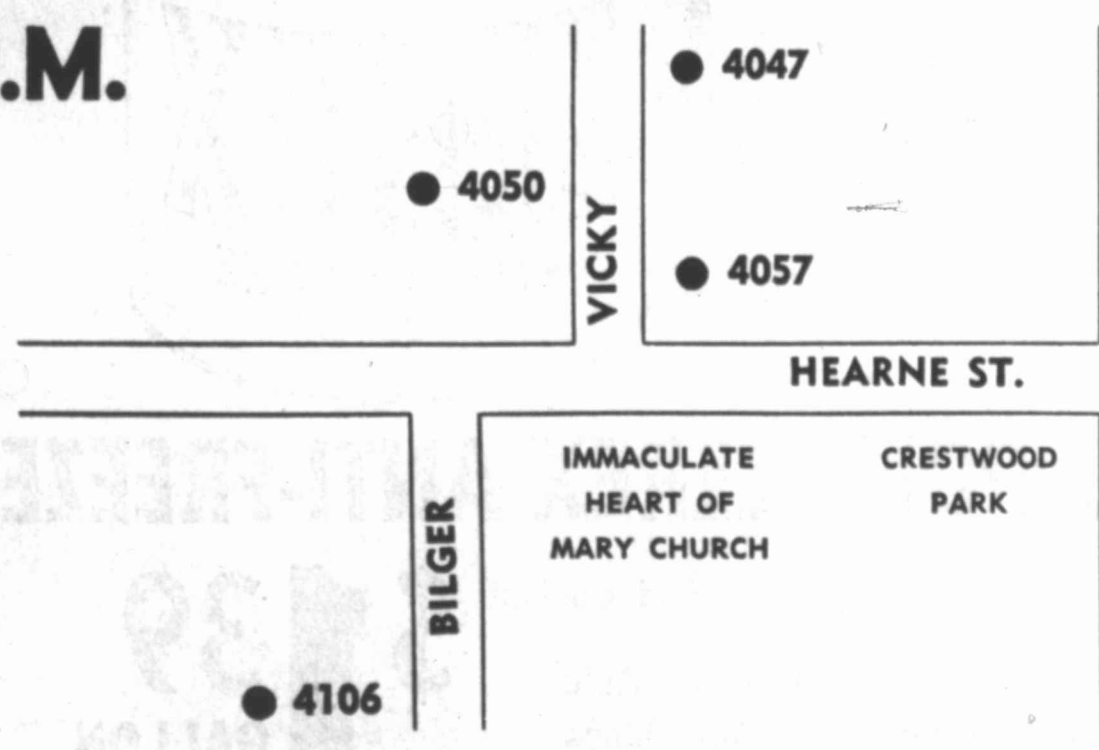 .M.
4047
4050
VICKY
4057
HEARNE ST.
IMMACULATE
HEART OF
MARY CHURCH
CRESTWOOD
PARK
BILGER
4106